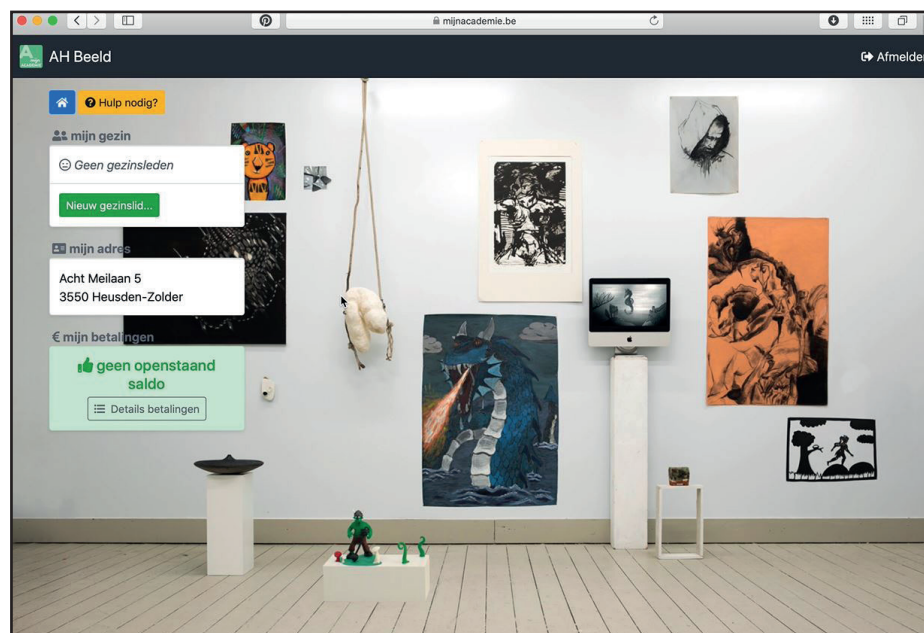 mijnacademie.be
AH Beeld
Afmelde
Hulp nodig?
mijn gezin
Geen gezinsleden
Nieuw gezinslid...
mijn adres
Acht Meilaan 5
3550 Heusden-Zolder
€ mijn betalingen
geen openstaand
saldo
Details betalingen